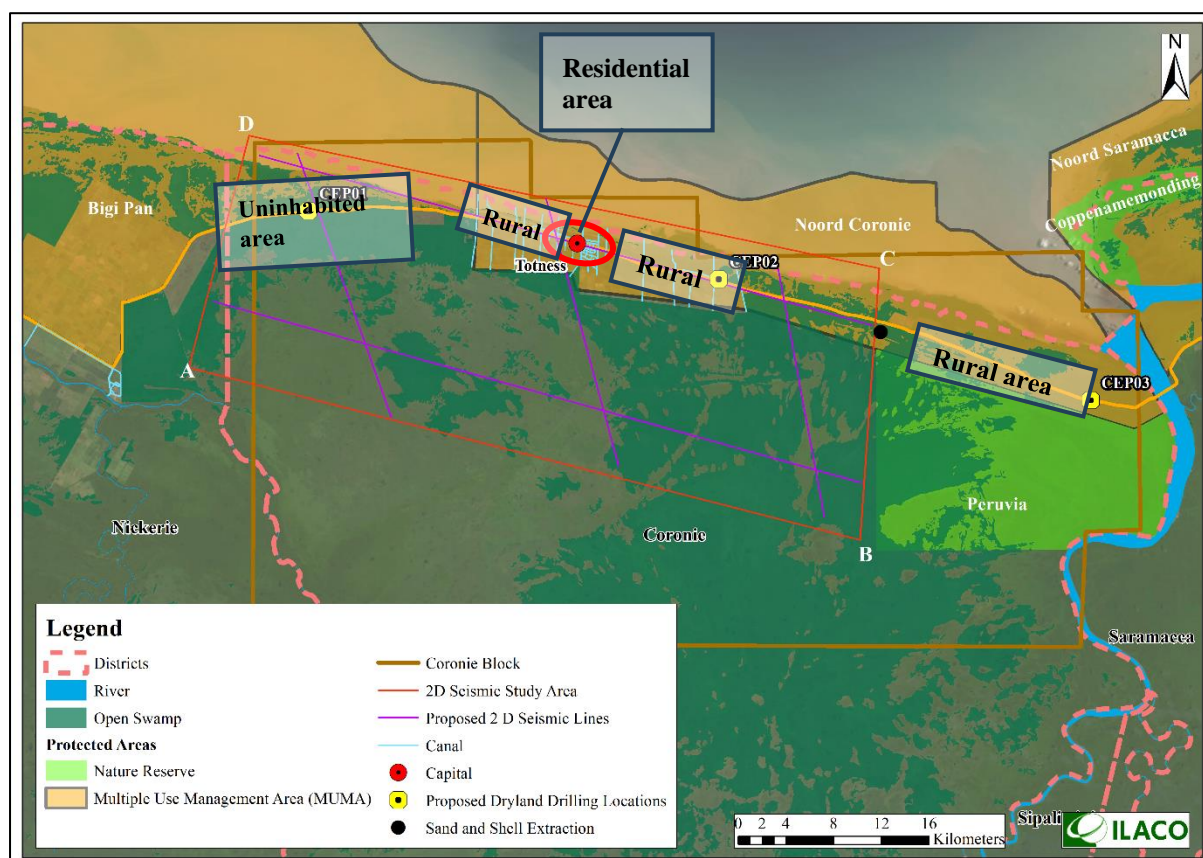 N
Residential
area
D
Noord Saramacca
Coppenamemonding
CEP01
Bigi Pan
Uninhabited
area
Rural
Noord Coronie
Totness
Rural
CEP02
C
A
Rural area
CEP03
Peruvia
Nickerie
Coronie
B
Saramacca
Legend
Districts
River
Open Swamp
Protected Areas
Nature Reserve
Multiple Use Management Area (MUMA)
Coronie Block
2D Seismic Study Area
Proposed 2 D Seismic Lines
Canal
Capital
Proposed Dryland Drilling Locations
Sand and Shell Extraction
0 2 4 8 12 16
Kilometers
ILACO